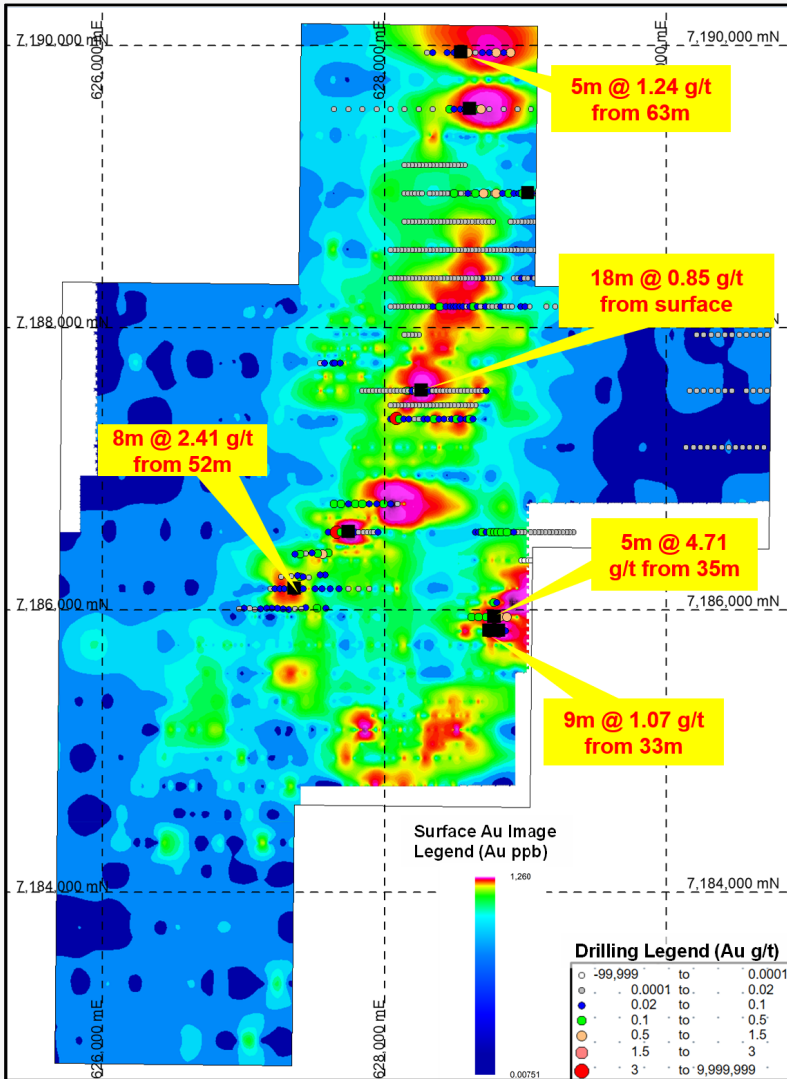 7,190,000 mN
7,190,000 mN
626,000 mE
628,000 mE
5m @ 1.24 g/t
from 63m
18m @ 0.85 g/t
from surface
7,188,000 mN
8m @ 2.41 g/t
from 52m
5m @ 4.71
g/t from 35m
7,186,000 mN
7,186,000 mN
9m @ 1.07 g/t
from 33m
Surface Au Image
Legend (Au ppb)
1,260
7,184,000 mN
7,184,000 mN
Drilling Legend (Au g/t)
-99,999 to 0.0001
0.0001 to 0.02
0.02 to 0.1
0.1 to 0.5
0.5 to 1.5
1.5 to 3
3 to 9,999,999
0.00751
626,000 mE
628,000 mE